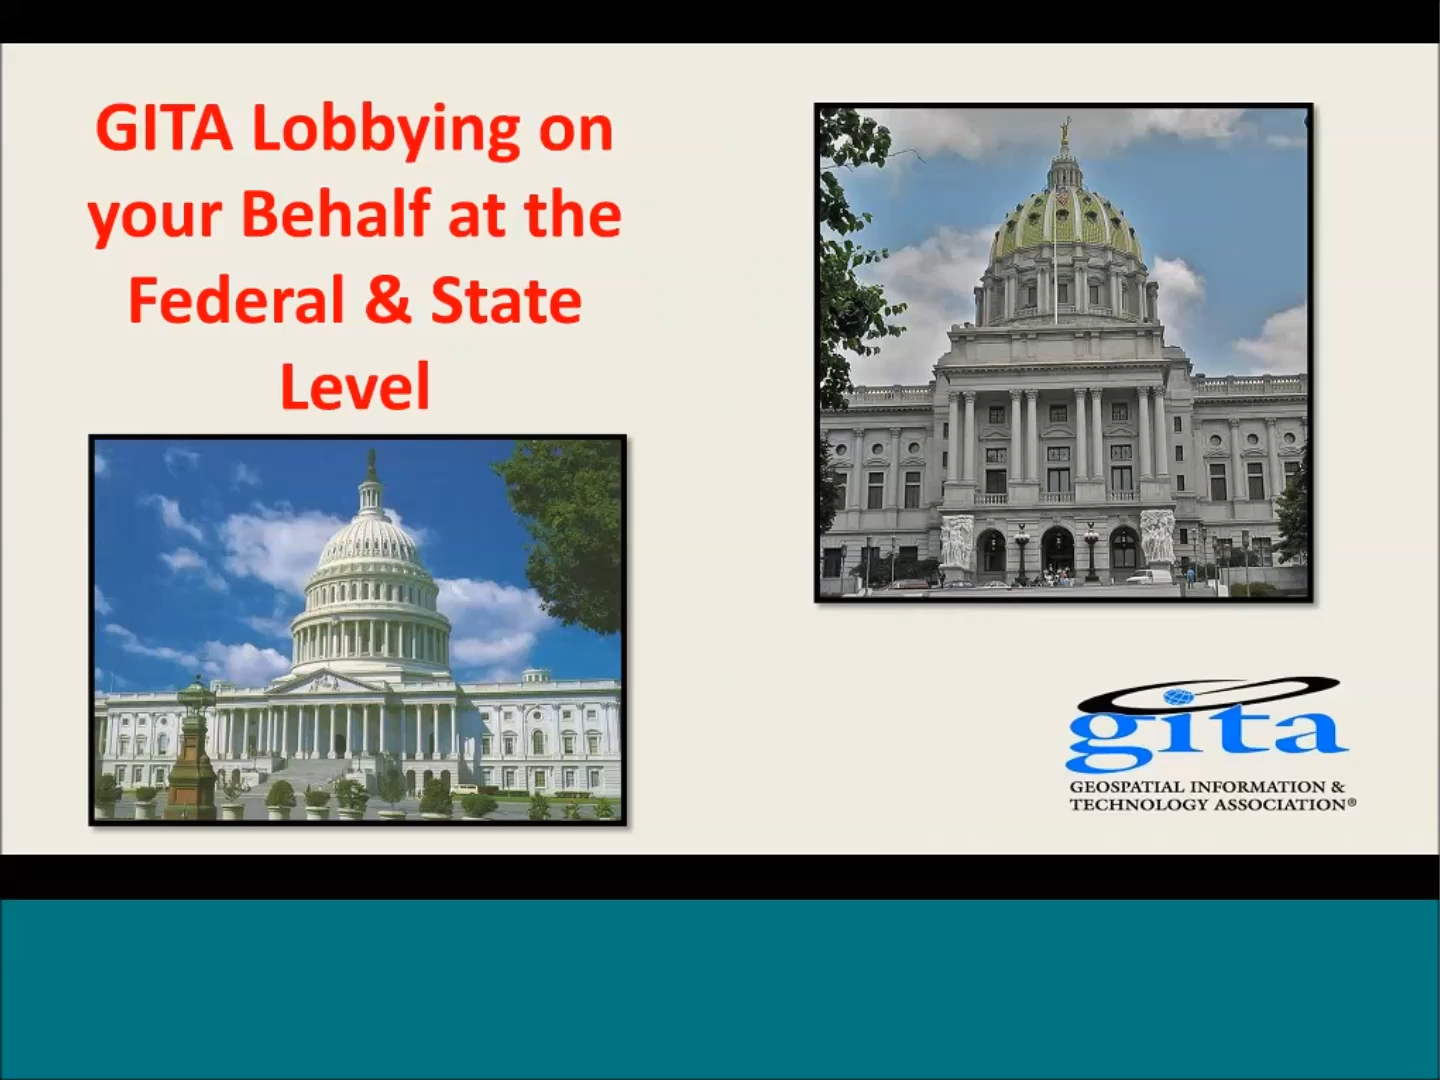 GITA Lobbying on
your Behalf at the
Federal & State
Level
gita
GEOSPATIAL INFORMATION &
TECHNOLOGY ASSOCIATION®